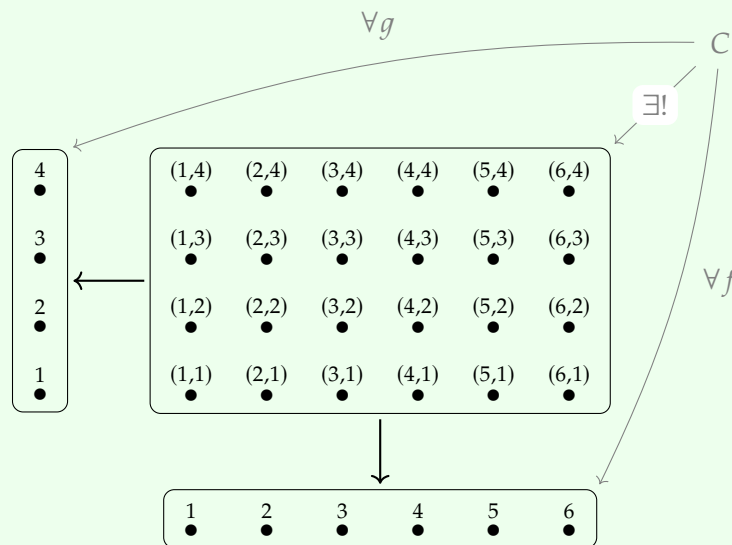 ∀g
C
∃!
4 (1,4) (2,4) (3,4) (4,4) (5,4) (6,4)
3 (1,3) (2,3) (3,3) (4,3) (5,3) (6,3)
∀f
2 (1,2) (2,2) (3,2) (4,2) (5,2) (6,2)
1 (1,1) (2,1) (3,1) (4,1) (5,1) (6,1)
1 2 3 4 5 6